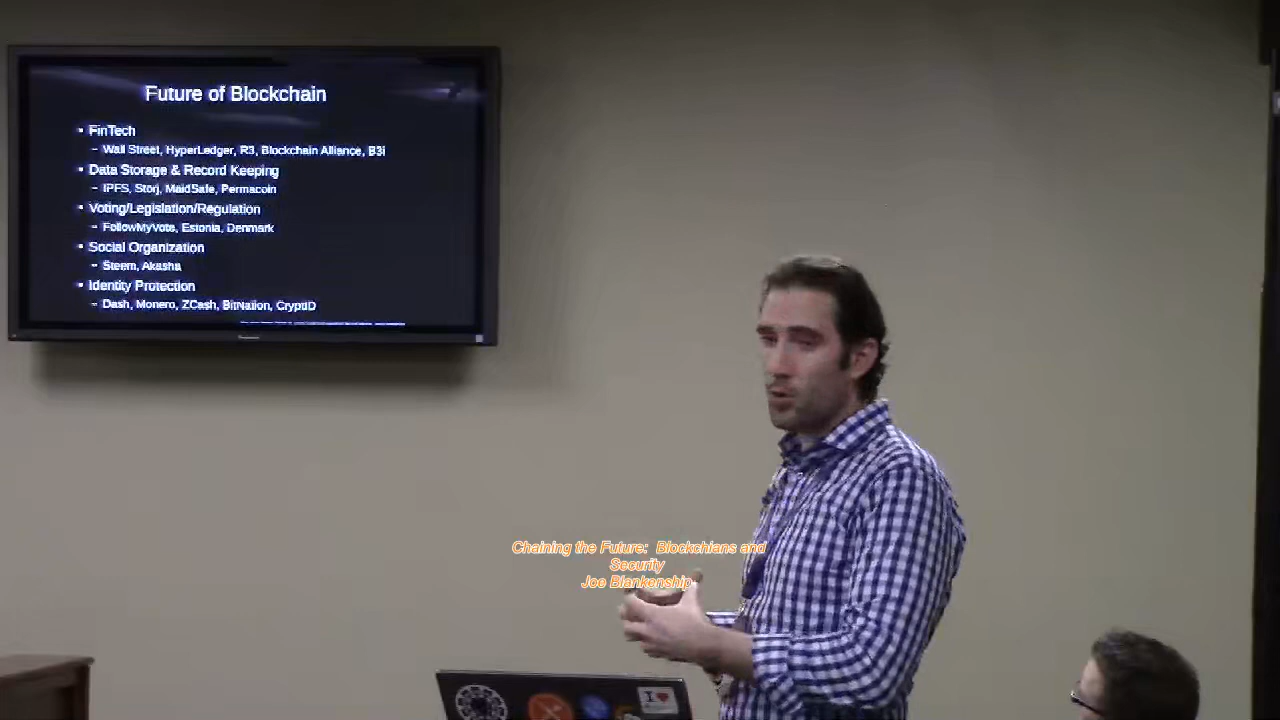 Future of Blockchain
▪ FinTech
– Wall Street, HyperLedger, R3, Blockchain Alliance, B3i
▪ Data Storage & Record Keeping
– IPFS, Storj, MaidSafe, Permacoin
▪ Voting/Legislation/Regulation
– FollowMyVote, Estonia, Denmark
▪ Social Organization
– Steem, Akasha
▪ Identity Protection
– Dash, Monero, ZCash, BitNation, CryptID
Chaining the Future: Blockchians and
Security
Joe Blankenship
I